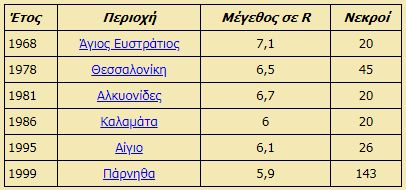 Έτος Περιοχή Μέγεθος σε R Νεκροί
1968 Άγιος Ευστράτιος 7,1 20
1978 Θεσσαλονίκη 6,5 45
1981 Αλκυονίδες 6,7 20
1986 Καλαμάτα 6 20
1995 Αίγιο 6,1 26
1999 Πάρνηθα 5,9 143